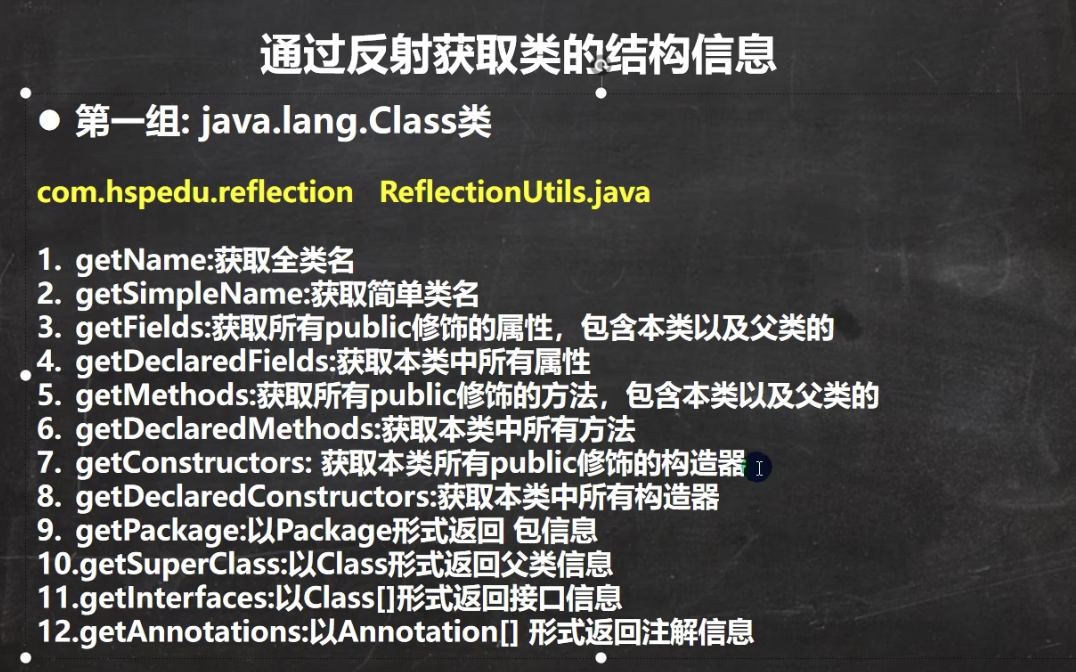 通过反射获取类的结构信息
● 第一组: java.lang.Class类
com.hspedu.reflection ReflectionUtils.java
1. getName:获取全类名
2. getSimpleName:获取简单类名
3. getFields:获取所有public修饰的属性，包含本类以及父类的
4. getDeclaredFields:获取本类中所有属性
5. getMethods:获取所有public修饰的方法，包含本类以及父类的
6. getDeclaredMethods:获取本类中所有方法
7. getConstructors: 获取本类所有public修饰的构造器
8. getDeclaredConstructors:获取本类中所有构造器
9. getPackage:以Package形式返回 包信息
10.getSuperClass:以Class形式返回父类信息
11.getInterfaces:以Class[]形式返回接口信息
12.getAnnotations:以Annotation[] 形式返回注解信息